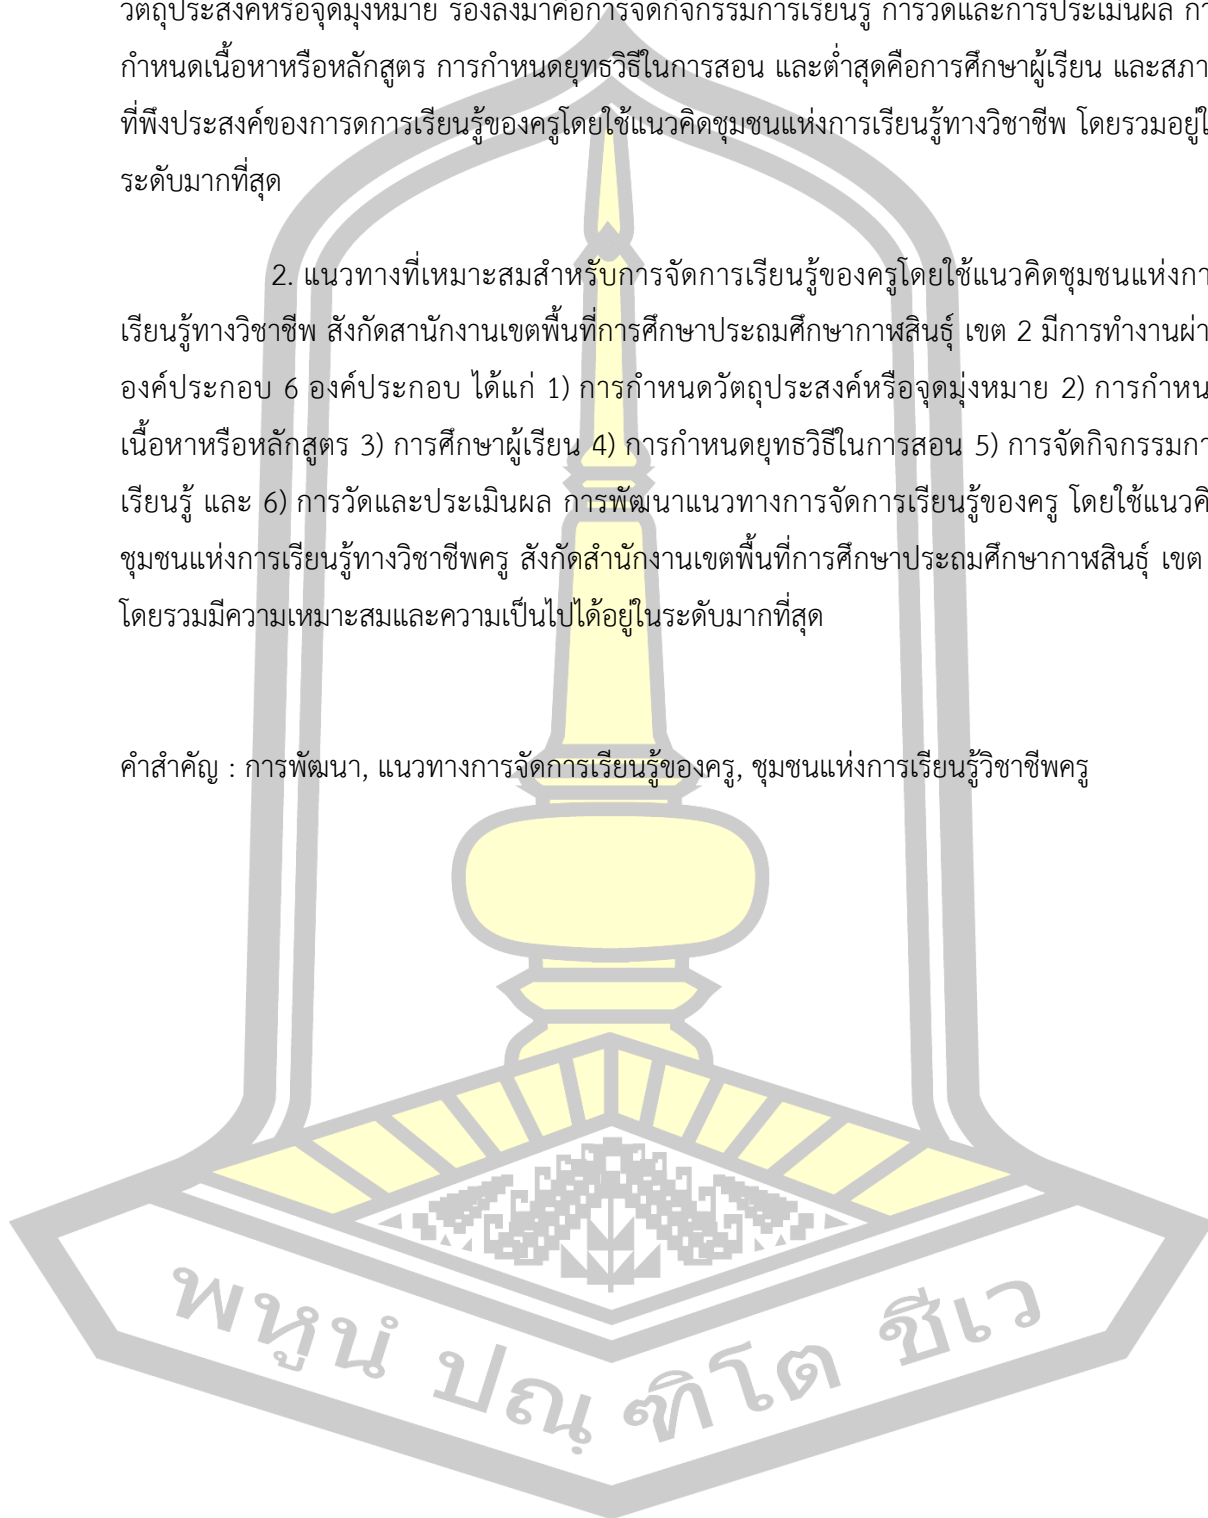 วัตถุประสงค์หรือจุดมุ่งหมาย รองลงมาคือการจัดกิจกรรมการเรียนรู้ การวัดและการประเมินผล กา
กำหนดเนื้อหาหรือหลักสูตร การกำหนดยุทธวิธีในการสอน และต่ำสุดคือการศึกษาผู้เรียน และสภา
ที่พึงประสงค์ของการดการเรียนรู้ของครูโดยใช้แนวคิดชุมชนแห่งการเรียนรู้ทางวิชาชีพ โดยรวมอยู่ใ
ระดับมากที่สุด
2. แนวทางที่เหมาะสมสำหรับการจัดการเรียนรู้ของครูโดยใช้แนวคิดชุมชนแห่งกา
เรียนรู้ทางวิชาชีพ สังกัดสานักงานเขตพื้นที่การศึกษาประถมศึกษากาฬสินธุ์ เขต 2 มีการทำงานผ่า
องค์ประกอบ 6 องค์ประกอบ ได้แก่ 1) การกำหนดวัตถุประสงค์หรือจุดมุ่งหมาย 2) การกำหน
เนื้อหาหรือหลักสูตร 3) การศึกษาผู้เรียน 4) การกำหนดยุทธวิธีในการสอน 5) การจัดกิจกรรมกา
เรียนรู้ และ 6) การวัดและประเมินผล การพัฒนาแนวทางการจัดการเรียนรู้ของครู โดยใช้แนวคิ
ชุมชนแห่งการเรียนรู้ทางวิชาชีพครู สังกัดสำนักงานเขตพื้นที่การศึกษาประถมศึกษากาฬสินธุ์ เขต
โดยรวมมีความเหมาะสมและความเป็นไปได้อยู่ในระดับมากที่สุด
คำสำคัญ : การพัฒนา, แนวทางการจัดการเรียนรู้ของครู, ชุมชนแห่งการเรียนรู้วิชาชีพครู
พหูนํ ปณฺฑิโต ชีเว